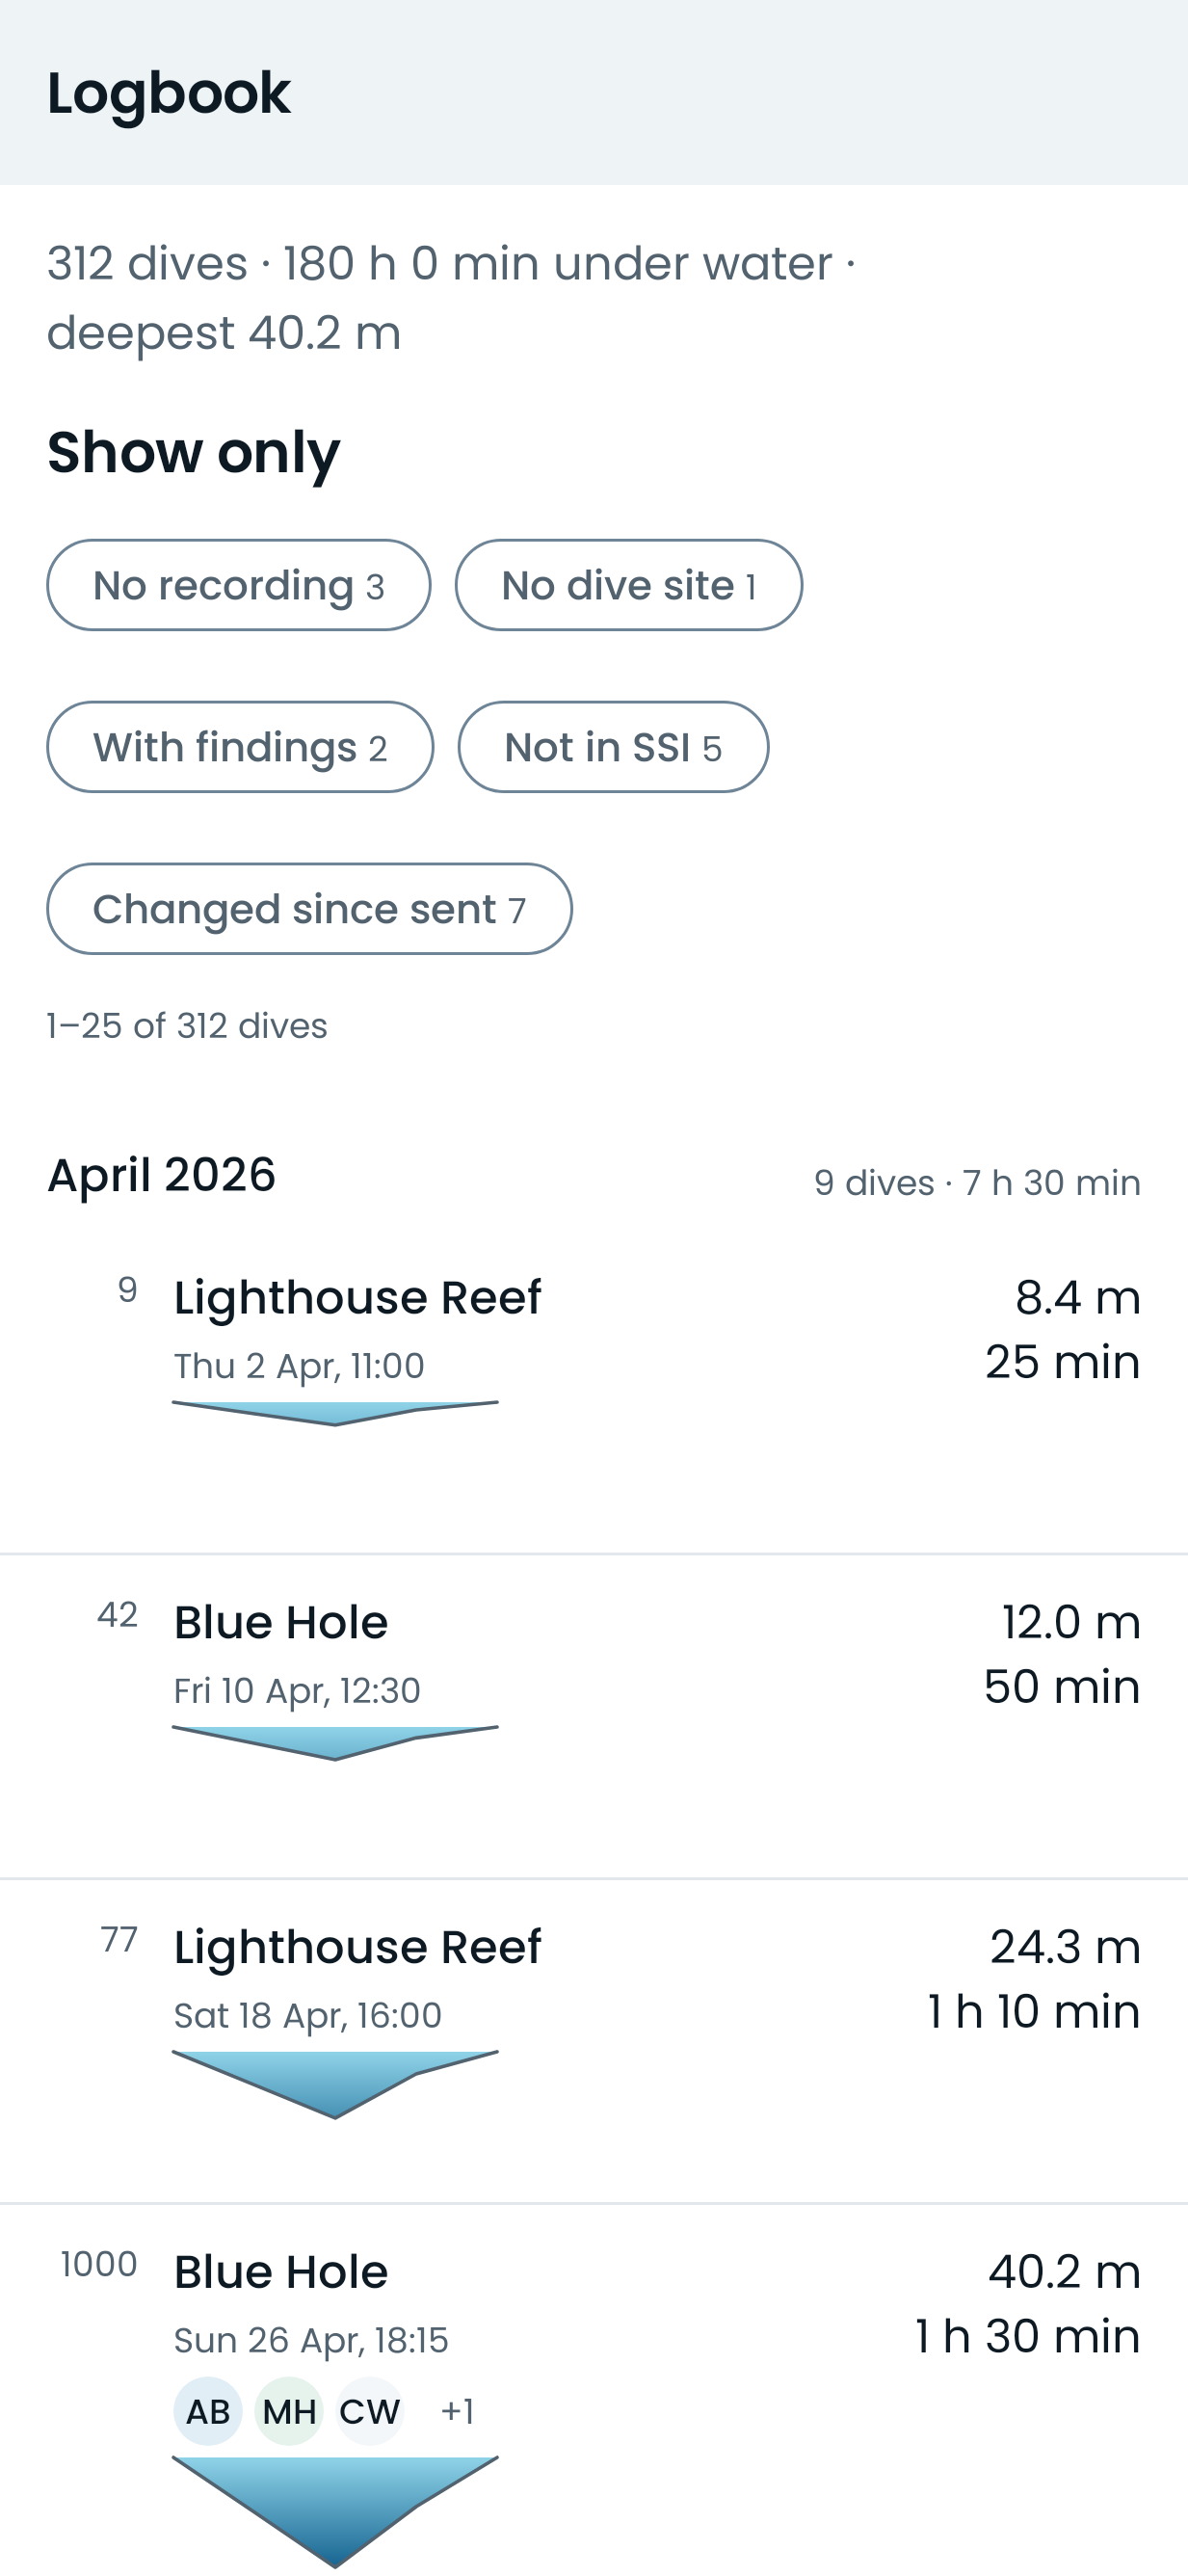 Logbook
312 dives · 180 h 0 min under water ·
deepest 40.2 m
Show only
No recording 3
No dive site 1
With findings 2
Not in SSI 5
Changed since sent 7
1–25 of 312 dives
April 2026
9 dives · 7 h 30 min
9
Lighthouse Reef
8.4 m
Thu 2 Apr, 11:00
25 min
42
Blue Hole
12.0 m
Fri 10 Apr, 12:30
50 min
77
Lighthouse Reef
24.3 m
Sat 18 Apr, 16:00
1 h 10 min
1000
Blue Hole
40.2 m
Sun 26 Apr, 18:15
1 h 30 min
AB MH CW +1